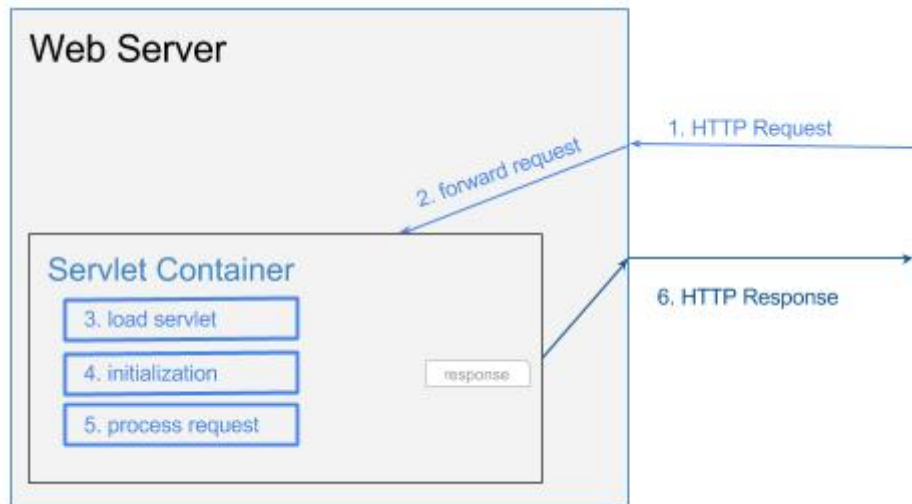 Web Server
1. HTTP Request
2. forward request
Servlet Container
6. HTTP Response
3. load servlet
4. initialization
response
5. process request